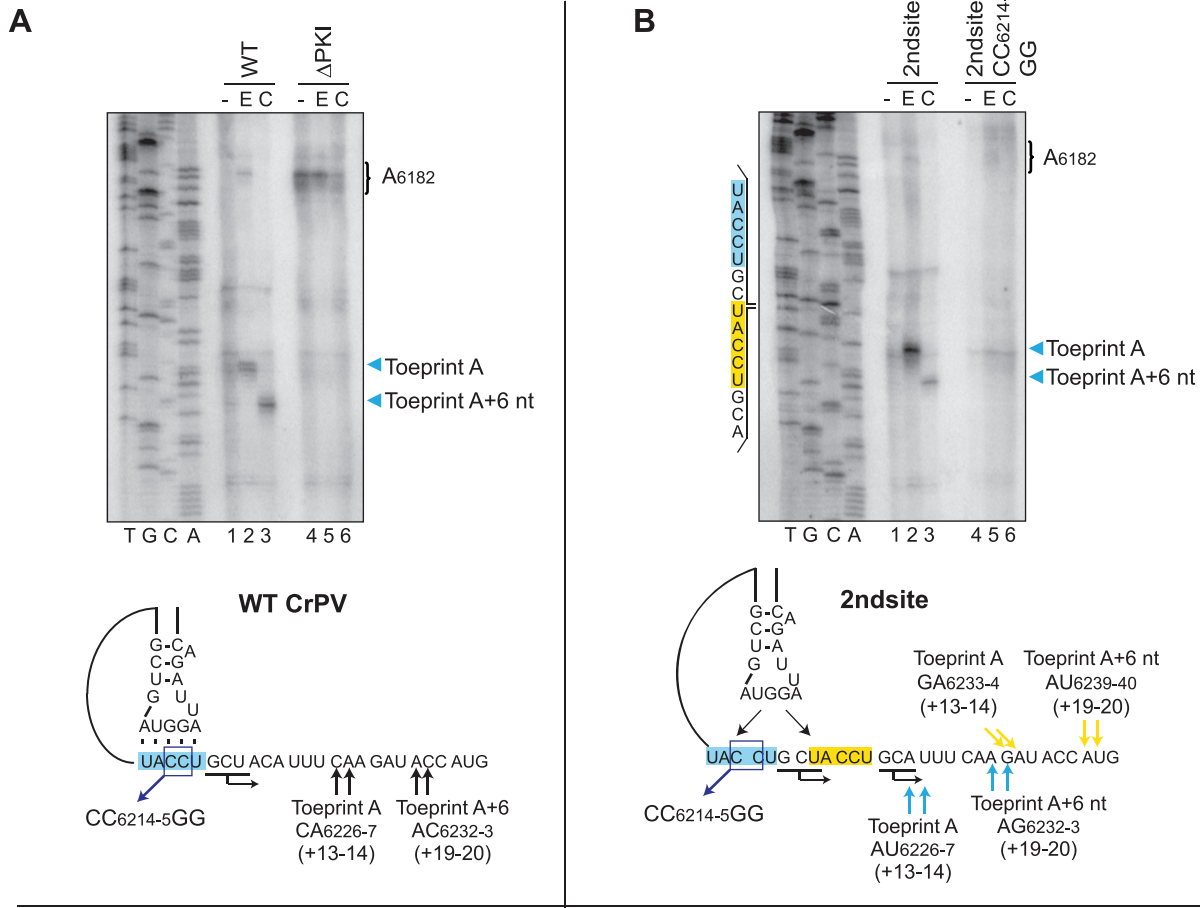 A
WT
ΔPKI
- E C - E C
A6182
Toeprint A
Toeprint A+6 nt
T G C A 1 2 3 4 5 6
WT CrPV
G-C
A
C G
U-A
G U
U
AUGGA
UACCU GCU ACA UUU CAA GAU ACC AUG
CC6214-5GG
Toeprint A
CA6226-7
(+13-14)
Toeprint A+6
AC6232-3
(+19-20)
B
2ndsite
2ndsite
CC6214-
GG
- E C - E C
A6182
UACCUGCUACCUGCA
Toeprint A
Toeprint A+6 nt
T G C A 1 2 3 4 5 6
2ndsite
G-C
A
C G
U-A
G U
U
AUGGA
UAC CU GCUACCU GCA UUU CAA GAU ACC AUG
CC6214-5GG
Toeprint A
GA6233-4
(+13-14)
Toeprint A+6 nt
AU6239-40
(+19-20)
Toeprint A
AU6226-7
(+13-14)
Toeprint A+6 nt
AG6232-3
(+19-20)